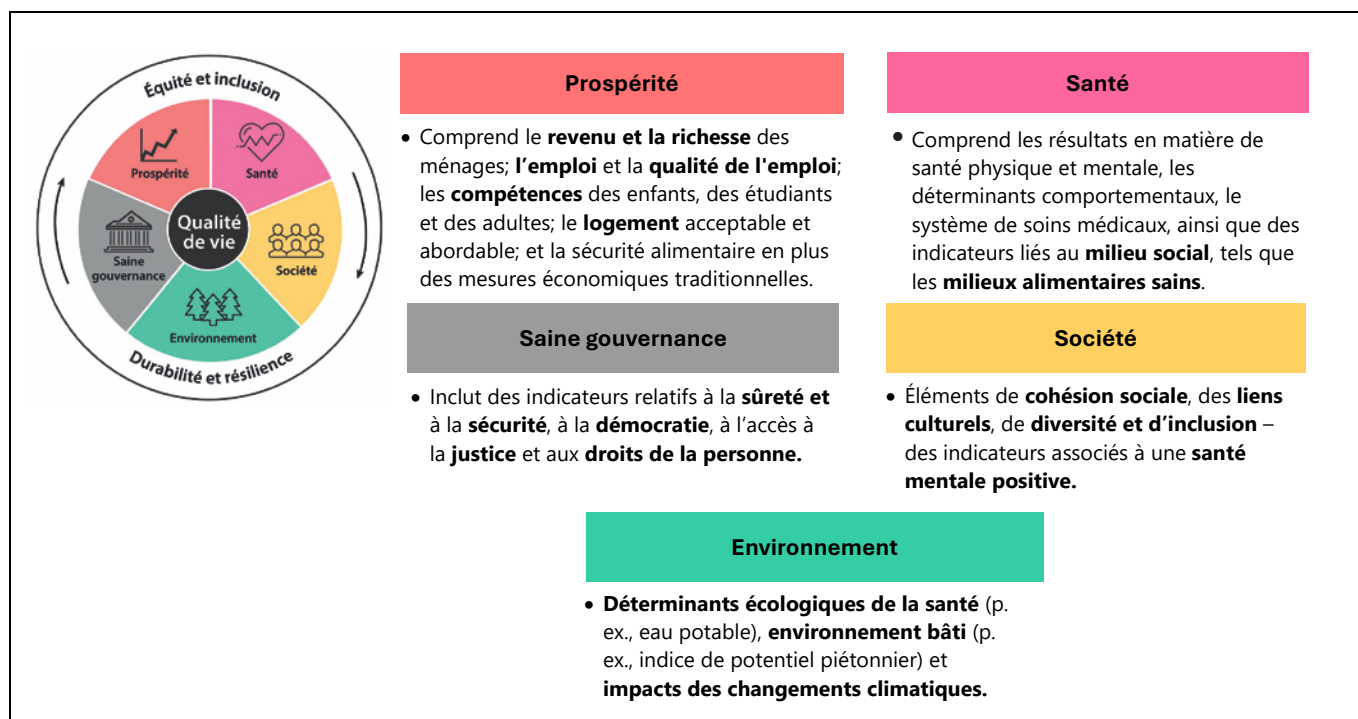 Équité et inclusion
Prospérité
Santé
Qualité
de vie
Saine
gouvernance
Société
Environnement
Durabilité et résilience
Prospérité
• Comprend le revenu et la richesse des
ménages; l’emploi et la qualité de l'emploi;
les compétences des enfants, des étudiants
et des adultes; le logement acceptable et
abordable; et la sécurité alimentaire en plus
des mesures économiques traditionnelles.
Santé
• Comprend les résultats en matière de
santé physique et mentale, les
déterminants comportementaux, le
système de soins médicaux, ainsi que des
indicateurs liés au milieu social, tels que
les milieux alimentaires sains.
Saine gouvernance
• Inclut des indicateurs relatifs à la sûreté et
à la sécurité, à la démocratie, à l’accès à
la justice et aux droits de la personne.
Société
• Éléments de cohésion sociale, des liens
culturels, de diversité et d’inclusion –
des indicateurs associés à une santé
mentale positive.
Environnement
• Déterminants écologiques de la santé (p.
ex., eau potable), environnement bâti (p.
ex., indice de potentiel piétonnier) et
impacts des changements climatiques.